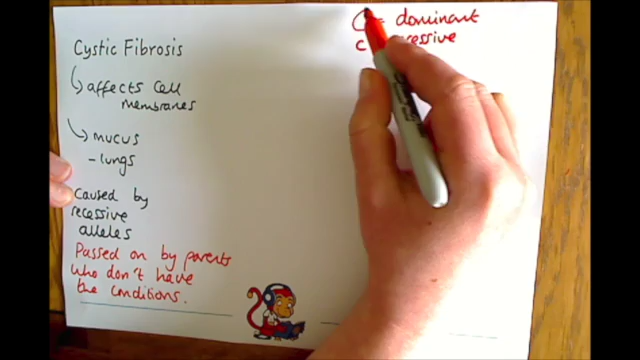 Cystic Fibrosis
affects cell
membranes
mucus
- lungs
Caused by
recessive
alleles
Passed on by parents
who don't have
the conditions.
= dominant
c